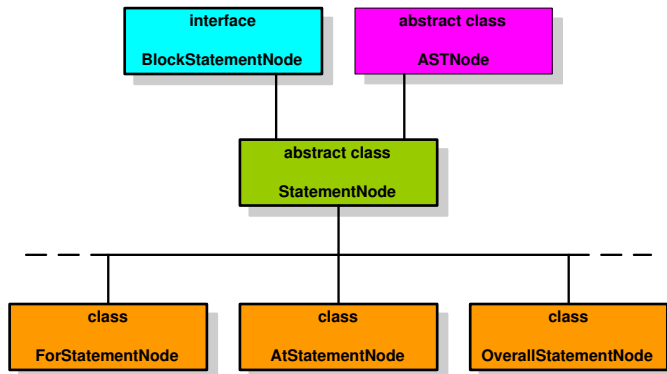 interface
BlockStatementNode
abstract class
ASTNode
abstract class
StatementNode
class
ForStatementNode
class
AtStatementNode
class
OverallStatementNode